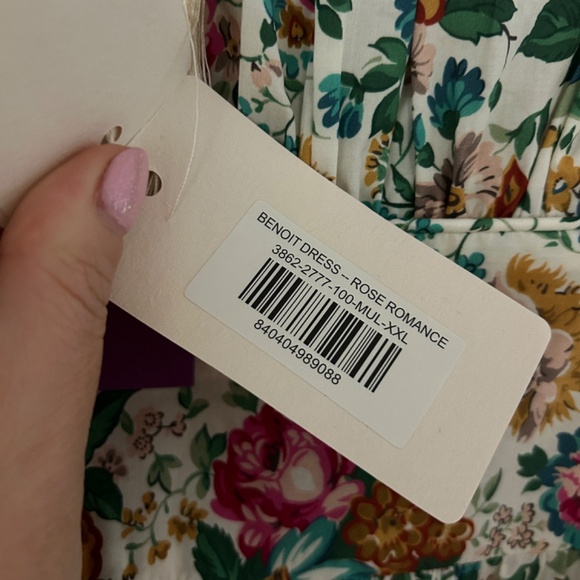 BENOIT DRESS -- ROSE ROMANCE
3862-2777-100-MUL-XXL
840404989088